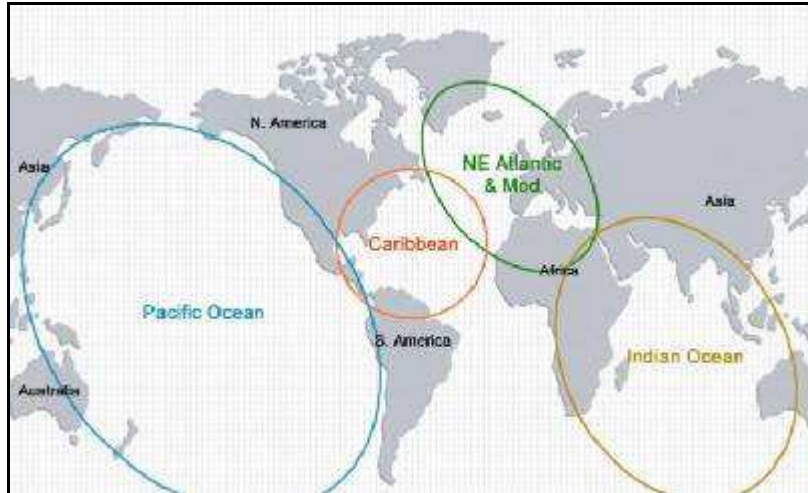 N. America
Asia
NE Atlantic
& Med
Asia
Caribbean
Africa
Pacific Ocean
S. America
Indian Ocean
Australia